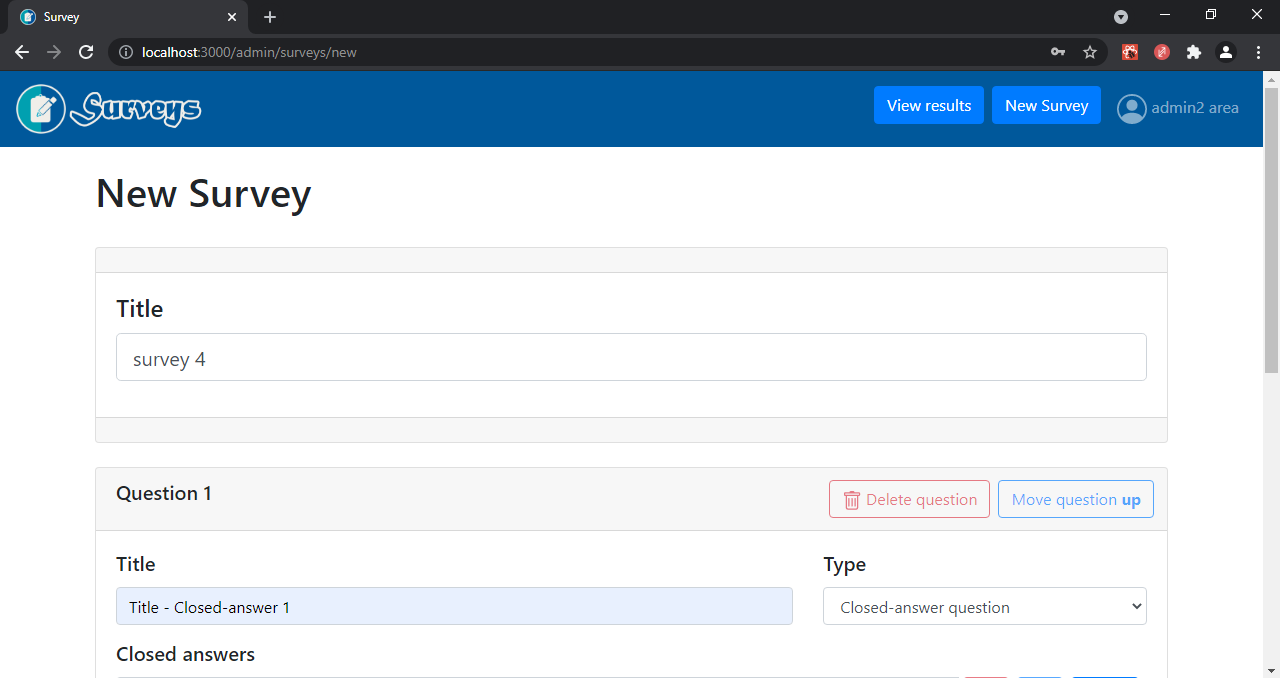 Survey
localhost:3000/admin/surveys/new
Surveys
View results
New Survey
admin2 area
New Survey
Title
survey 4
Question 1
Delete question
Move question up
Title
Type
Title - Closed-answer 1
Closed-answer question
Closed answers